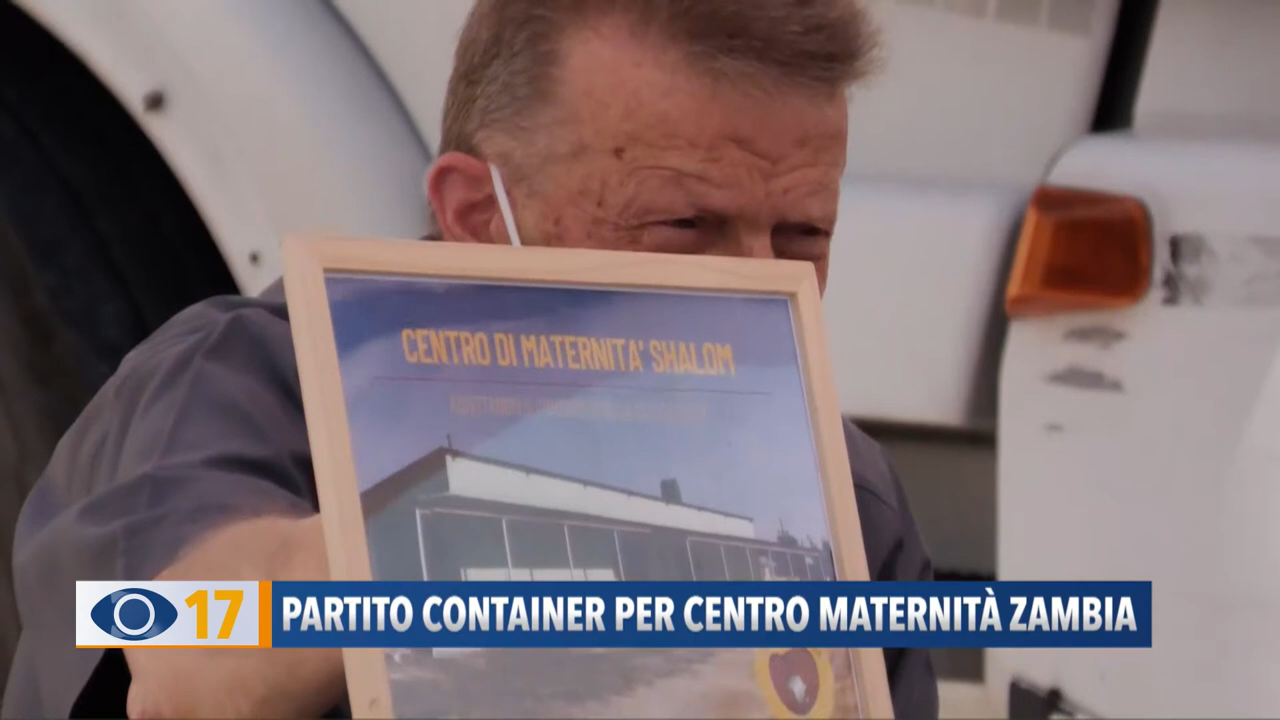 CENTRO DI MATERNITA' SHALOM
17 PARTITO CONTAINER PER CENTRO MATERNITÀ ZAMBIA